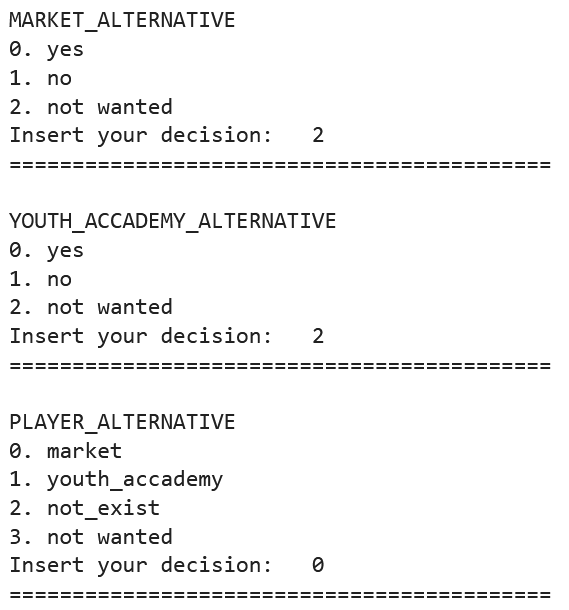 MARKET_ALTERNATIVE
0. yes
1. no
2. not wanted
Insert your decision:   2
===========================================

YOUTH_ACCADEMY_ALTERNATIVE
0. yes
1. no
2. not wanted
Insert your decision:   2
===========================================

PLAYER_ALTERNATIVE
0. market
1. youth_accademy
2. not_exist
3. not wanted
Insert your decision:   0
===========================================